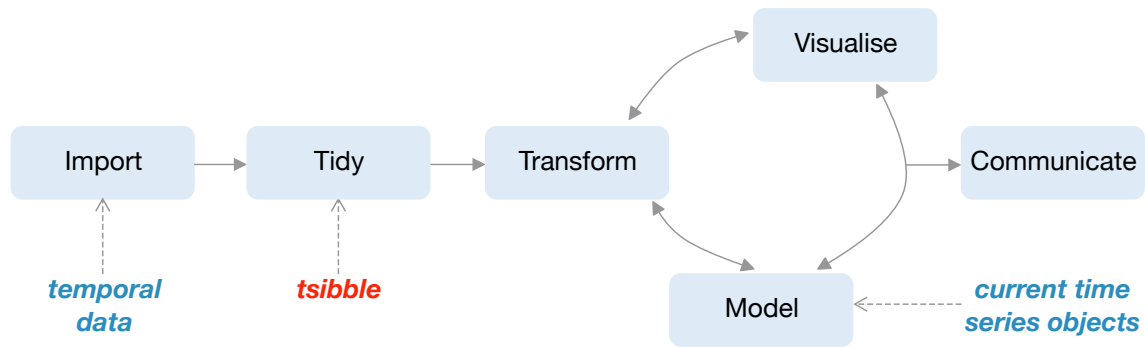 Visualise
Import
Tidy
Transform
Communicate
temporal
data
tsibble
Model
current time
series objects